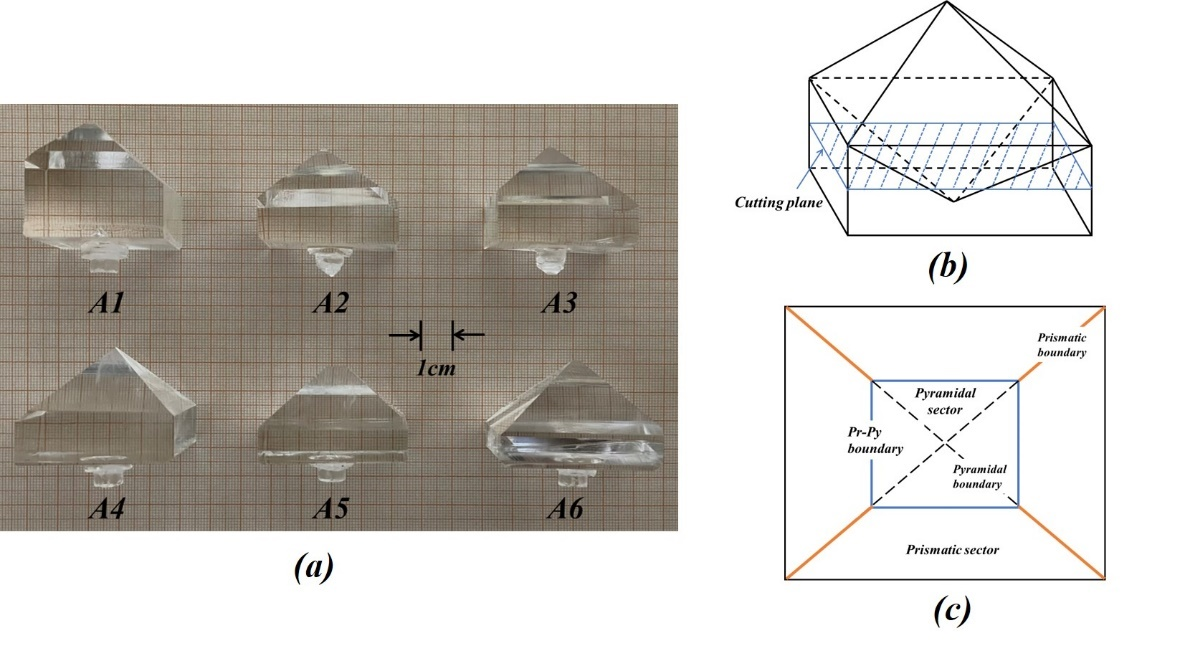 A1
A2
A3
1cm
A4
A5
A6
(a)
Cutting plane
(b)
Prismatic
boundary
Pyramidal
sector
Pr-Py
boundary
Pyramidal
boundary
Prismatic sector
(c)